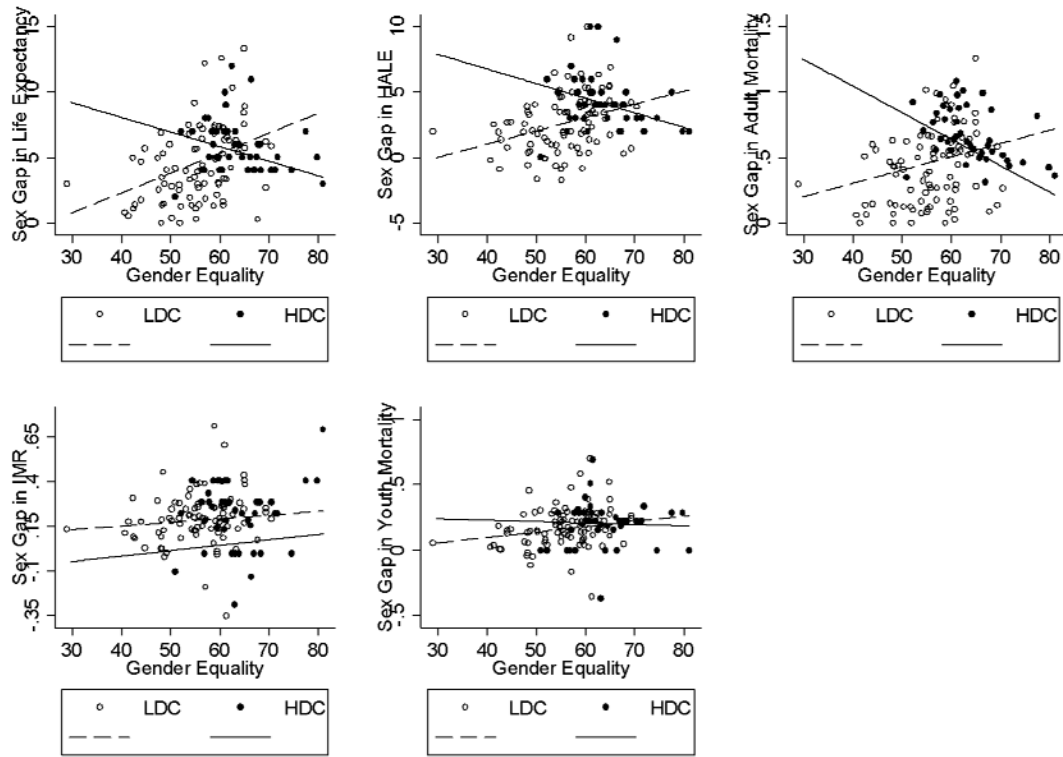 Sex Gap in Life Expectancy
0 5 10 15
30 40 50 60 70 80
Gender Equality
LDC HDC
Sex Gap in HALE
-5 0 5 10
30 40 50 60 70 80
Gender Equality
LDC HDC
Sex Gap in Adult Mortality
0 .5 1 1.5
30 40 50 60 70 80
Gender Equality
LDC HDC
Sex Gap in IMR
-.35 -.1 .15 .4 .65
30 40 50 60 70 80
Gender Equality
LDC HDC
Sex Gap in Youth Mortality
-.5 0 .5 1
30 40 50 60 70 80
Gender Equality
LDC HDC